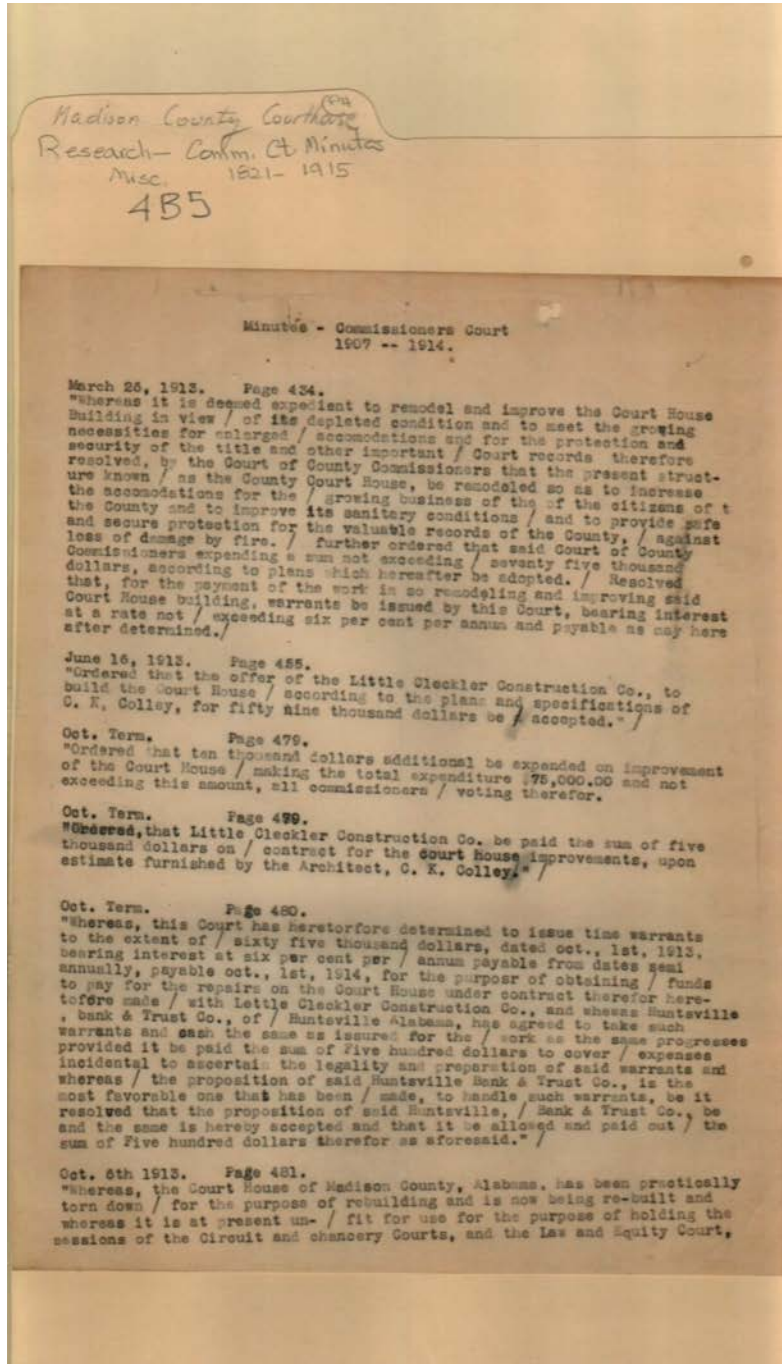 Madison County Courthouse
Research- Comm. Ct Minutes
Misc. 1821- 1915
4B5
Minutes - Commissioners Court
1907 -- 1914.
March 26, 1913. Page 434.
"Whereas it is deemed expedient to remodel and improve the Court House
Building in view / of its depleted condition and to meet the growing
necessities for enlarged / accomodations and for the protection and
security of the title and other important / Court records therefore
resolved, by the Court of County Commissioners that the present struct-
ure known / as the County Court House, be remodeled so as to increase
the accomodations for the / growing business of the of the citizens of t
the County and to improve its sanitary conditions / and to provide safe
and secure protection for the valuable records of the County, / against
loss of damage by fire. / further ordered that said Court of County
Commissioners expending a sum not exceeding / seventy five thousand
dollars, according to plans which hereafter be adopted. / Resolved
that, for the payment of the work in so remodeling and improving said
Court House building, warrants be issued by this Court, bearing interest
at a rate not / exceeding six per cent per annum and payable as may here
after determined./
June 16, 1913. Page 455.
"Ordered that the offer of the Little Cleckler Construction Co., to
build the Court House / according to the plans and specifications of
C. K. Colley, for fifty nine thousand dollars be / accepted." /
Oct. Term. Page 479.
"Ordered that ten thousand dollars additional be expended on improvement
of the Court House / making the total expenditure $75,000.00 and not
exceeding this amount, all commissioners / voting therefor.
Oct. Term. Page 479.
"Ordered, that Little Cleckler Construction Co. be paid the sum of five
thousand dollars on / contract for the court house improvements, upon
estimate furnished by the Architect, C. K. Colley." /
Oct. Term. Page 480.
"Whereas, this Court has heretorfore determined to issue time warrants
to the extent of / sixty five thousand dollars, dated oct., 1st, 1913,
bearing interest at six per cent per / annum payable from dates semi
annually, payable oct., 1st, 1914, for the purposr of obtaining / funds
to pay for the repairs on the Court House under contract therefor here-
tofore made / with Lettle Cleckler Construction Co., and wheras Huntsville
, bank & Trust Co., of / Huntsville Alabama, has agreed to take such
warrants and cash the same as issured for the / work as the same progresses
provided it be paid the sum of Five hundred dollars to cover / expenses
incidental to ascertain the legality and preparation of said warrants and
whereas / the proposition of said Huntsville Bank & Trust Co., is the
most favorable one that has been / made, to handle such warrants, be it
resolved that the proposition of said Huntsville, / Bank & Trust Co., be
and the same is hereby accepted and that it be allowed and paid out / the
sum of Five hundred dollars therefor as aforesaid." /
Oct. 6th 1913. Page 481.
"Whereas, the Court House of Madison County, Alabama. has been practically
torn down / for the purpose of rebuilding and is now being re-built and
whereas it is at present un- / fit for use for the purpose of holding the
sessions of the Circuit and chancery Courts, and the Law and Equity Court,